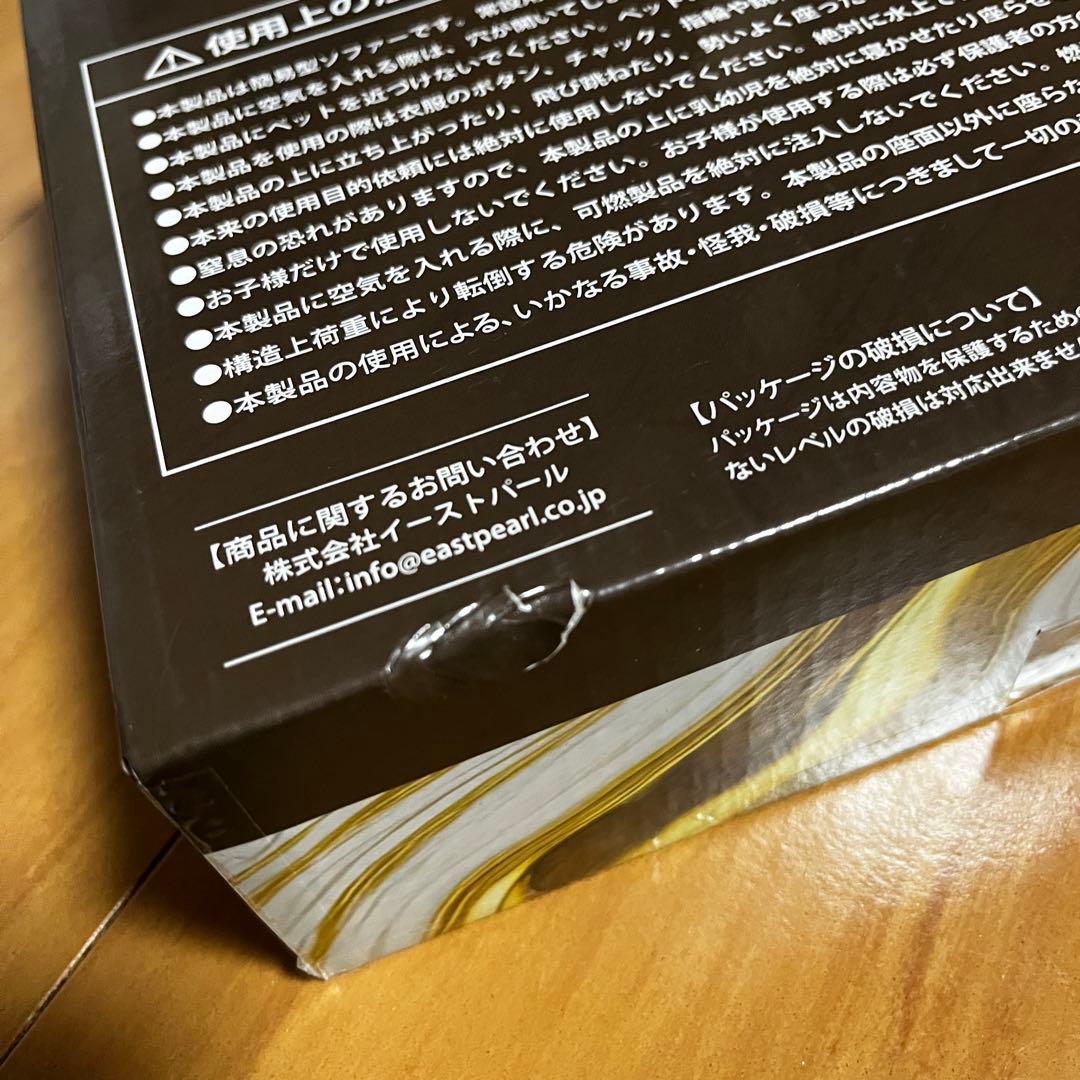 ⚠使用上の注
●本製品は簡易型ソファーです。常設用
●本製品に空気を入れる際は、穴が開いてしま
●本製品にペットを近づけないでください。ペット
●本製品を使用の際は衣服のボタン、チャック、指輪や
●本製品の上に立ち上がったり、飛び跳ねたり、勢いよく座った
●本来の使用目的依頼には絶対に使用しないでください。絶対に水上で
●窒息の恐れがありますので、本製品の上に乳幼児を絶対に寝かせたり座らせ
●お子様だけで使用しないでください。お子様が使用する際は必ず保護者の方の
●本製品に空気を入れる際に、可燃製品を絶対に注入しないでください。燃
●構造上荷重により転倒する危険があります。本製品の座面以外に座らな
●本製品の使用による、いかなる事故・怪我・破損等につきまして一切の
【商品に関するお問い合わせ】
株式会社イーストパール
E-mail:info@eastpearl.co.jp
【パッケージの破損について】
パッケージは内容物を保護するための
ないレベルの破損は対応出来ませ